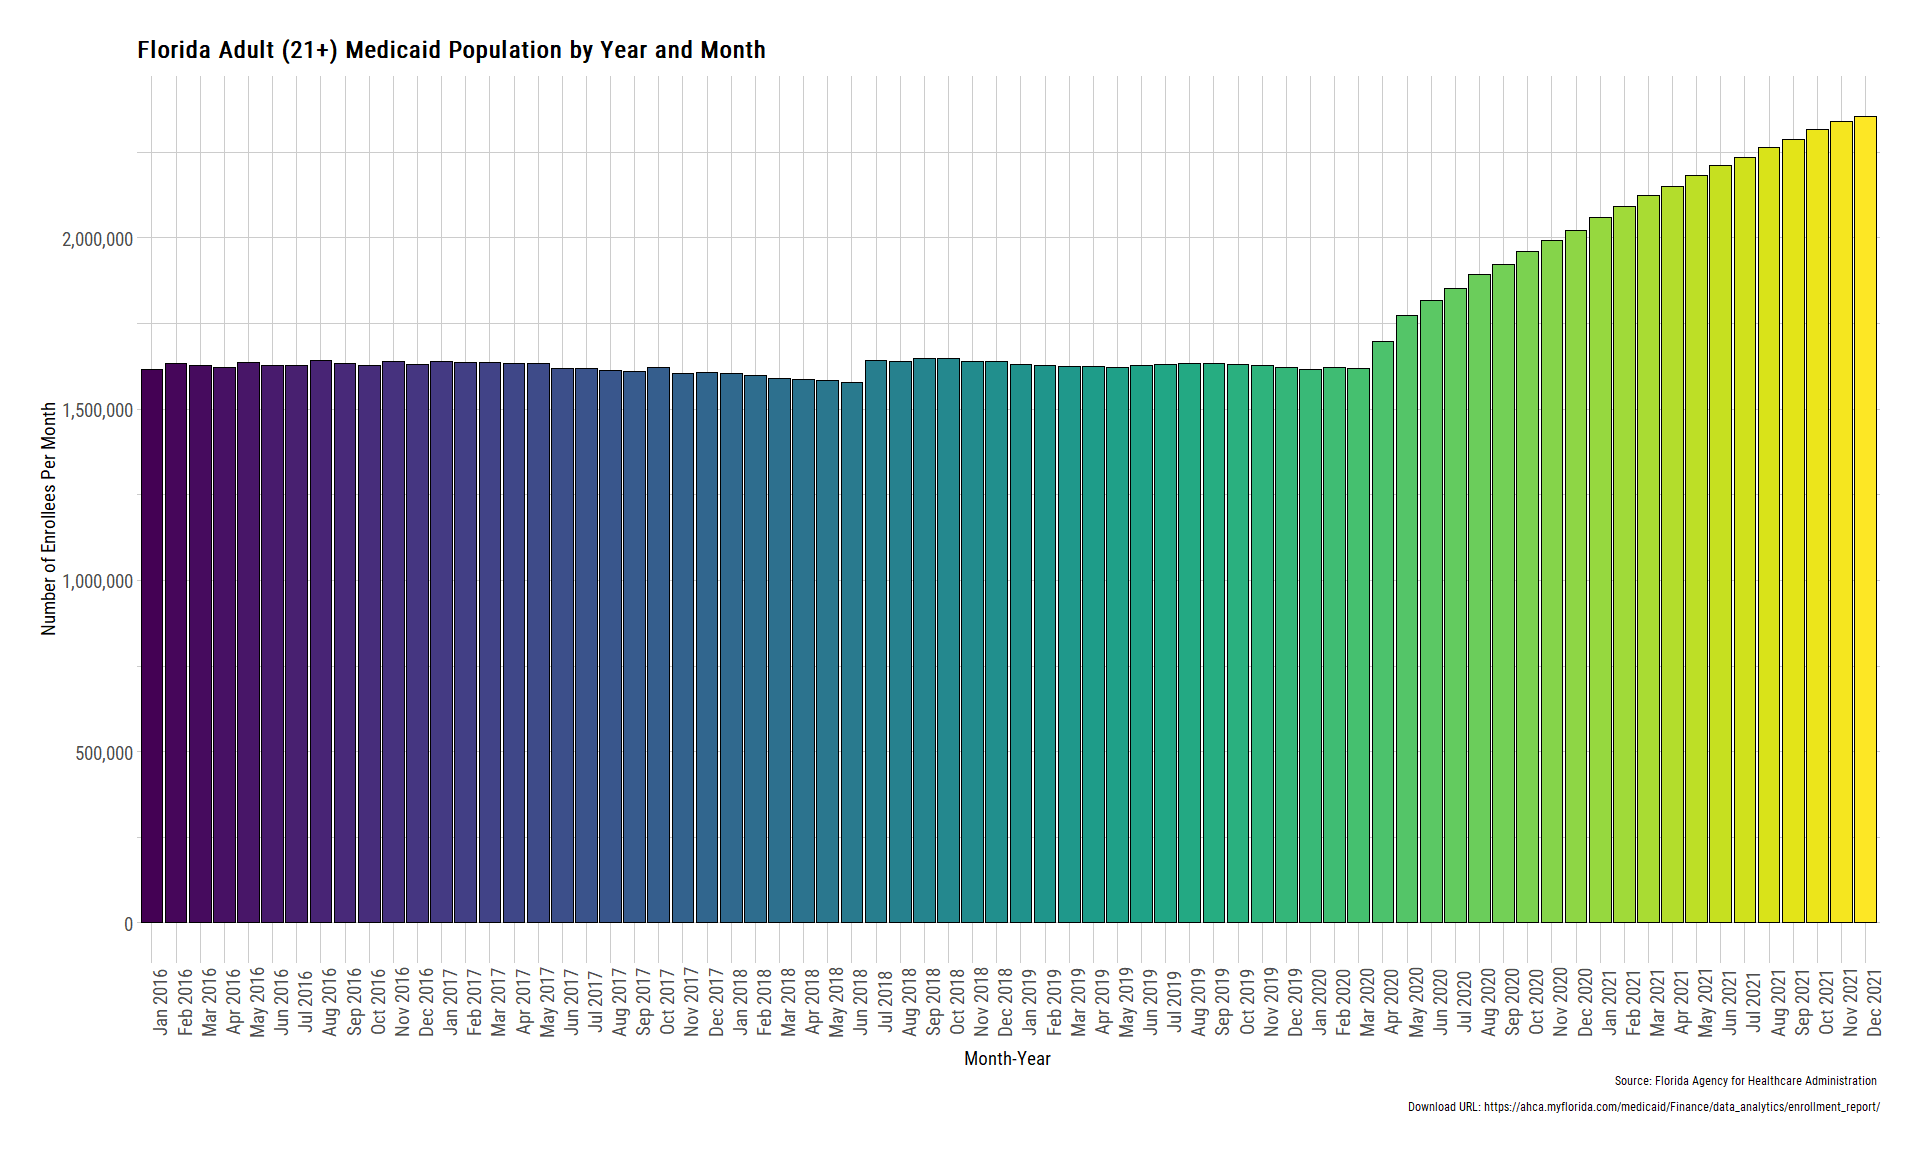 Florida Adult (21+) Medicaid Population by Year and Month
Number of Enrollees Per Month
2,000,000
1,500,000
1,000,000
500,000
0
Jan 2016
Feb 2016
Mar 2016
Apr 2016
May 2016
Jun 2016
Jul 2016
Aug 2016
Sep 2016
Oct 2016
Nov 2016
Dec 2016
Jan 2017
Feb 2017
Mar 2017
Apr 2017
May 2017
Jun 2017
Jul 2017
Aug 2017
Sep 2017
Oct 2017
Nov 2017
Dec 2017
Jan 2018
Feb 2018
Mar 2018
Apr 2018
May 2018
Jun 2018
Jul 2018
Aug 2018
Sep 2018
Oct 2018
Nov 2018
Dec 2018
Jan 2019
Feb 2019
Mar 2019
Apr 2019
May 2019
Jun 2019
Jul 2019
Aug 2019
Sep 2019
Oct 2019
Nov 2019
Dec 2019
Jan 2020
Feb 2020
Mar 2020
Apr 2020
May 2020
Jun 2020
Jul 2020
Aug 2020
Sep 2020
Oct 2020
Nov 2020
Dec 2020
Jan 2021
Feb 2021
Mar 2021
Apr 2021
May 2021
Jun 2021
Jul 2021
Aug 2021
Sep 2021
Oct 2021
Nov 2021
Dec 2021
Month-Year
Source: Florida Agency for Healthcare Administration
Download URL: https://ahca.myflorida.com/medicaid/Finance/data_analytics/enrollment_report/